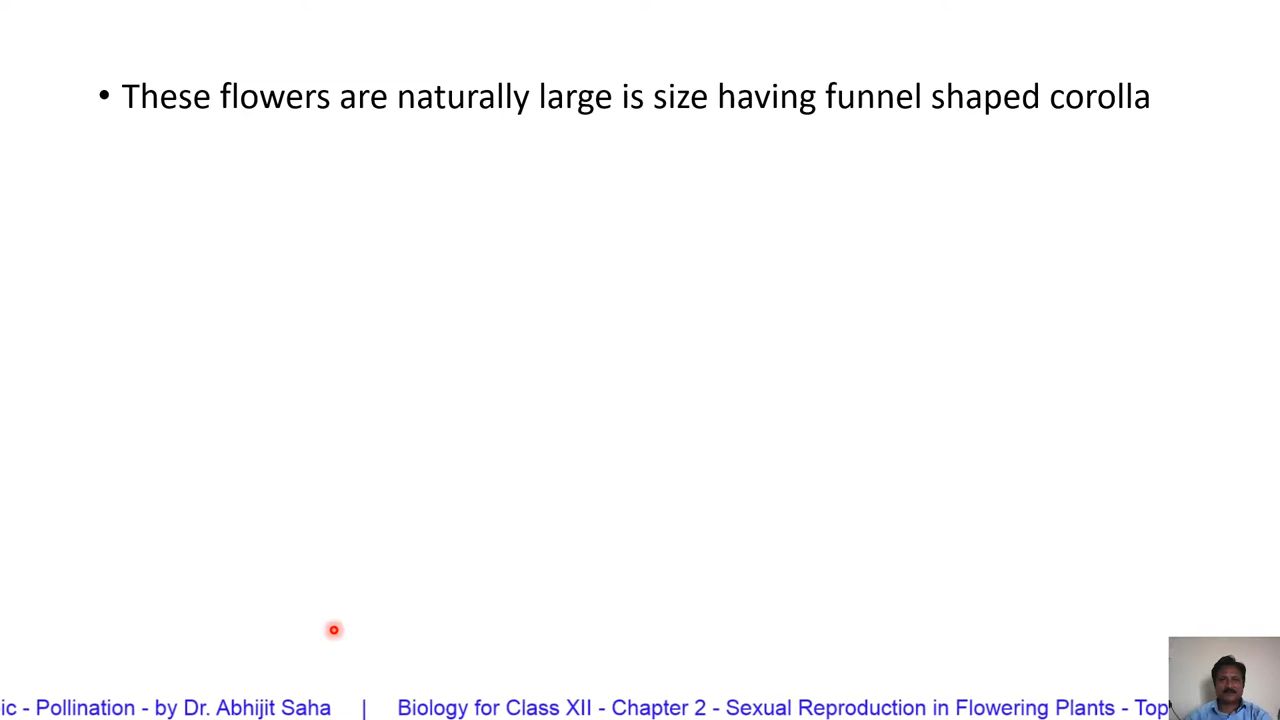 • These flowers are naturally large is size having funnel shaped corolla
ic - Pollination - by Dr. Abhijit Saha | Biology for Class XII - Chapter 2 - Sexual Reproduction in Flowering Plants - Top